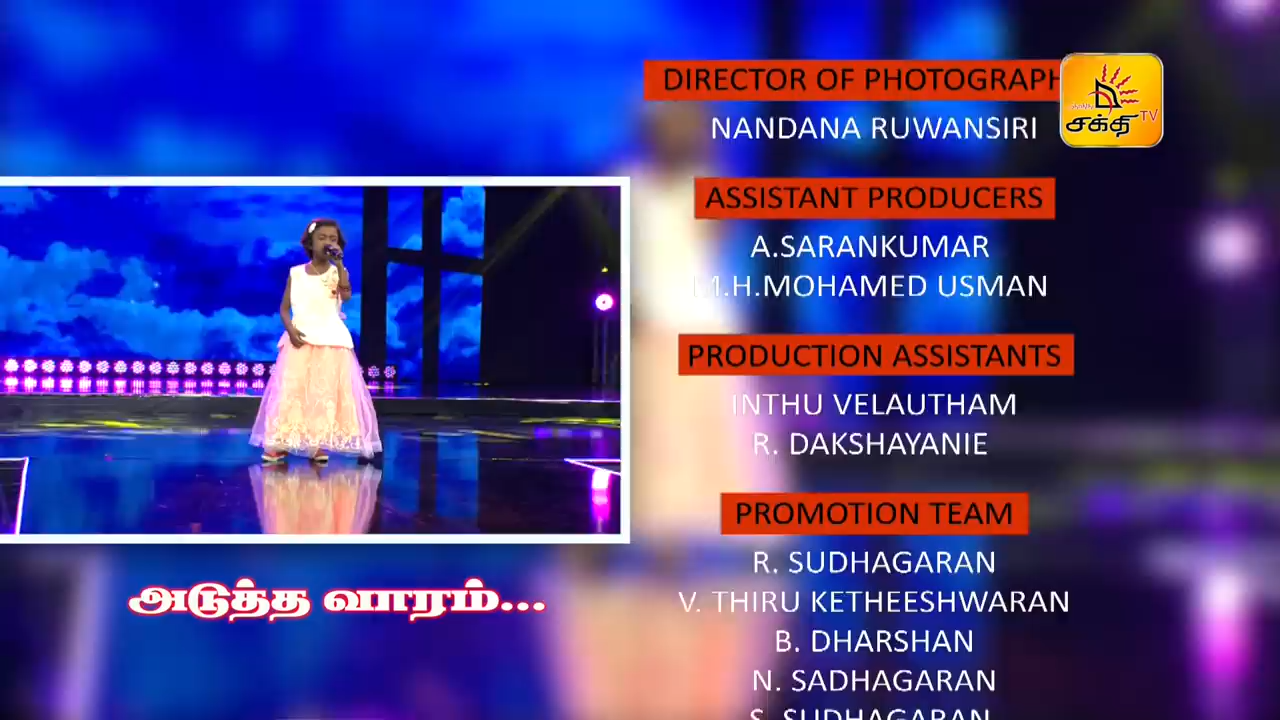 DIRECTOR OF PHOTOGRAPH
NANDANA RUWANSIRI
சக்தி TV
ASSISTANT PRODUCERS
A.SARANKUMAR
M.H.MOHAMED USMAN
PRODUCTION ASSISTANTS
INTHU VELAUTHAM
R. DAKSHAYANIE
PROMOTION TEAM
R. SUDHAGARAN
V. THIRU KETHEESHWARAN
B. DHARSHAN
N. SADHAGARAN
S. SUDHAGARAN
அடுத்த வாரம்...